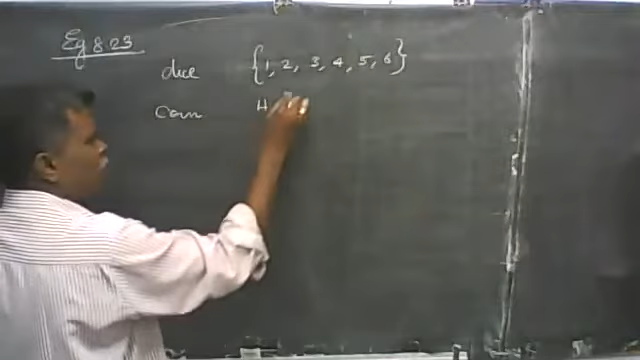 Eg 8.23
dice {1, 2, 3, 4, 5, 6}
Coin H, T